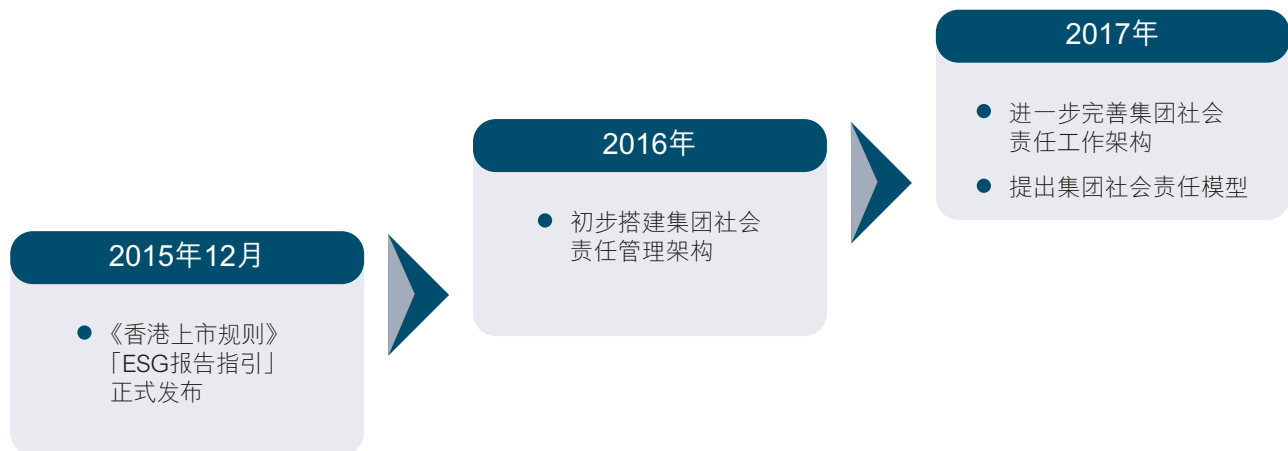 2015年12月
《香港上市规则》
「ESG报告指引」
正式发布
2016年
初步搭建集团社会
责任管理架构
2017年
进一步完善集团社会
责任工作架构
提出集团社会责任模型